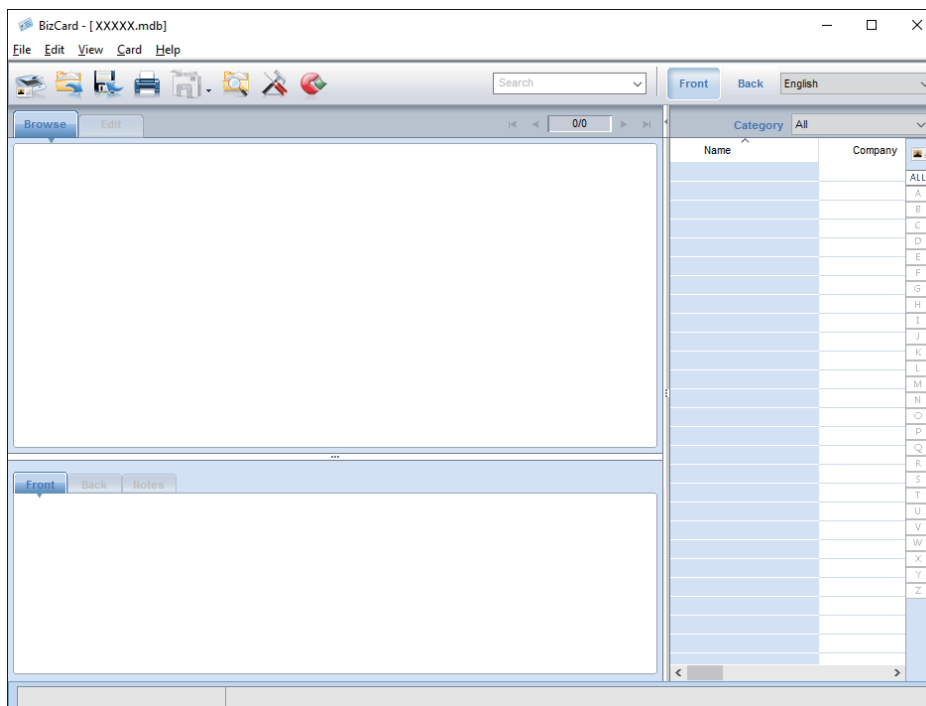 BizCard - [XXXXX.mdb]
File Edit View Card Help
Search
Front Back English
Browse Edit 0/0
Category All
Name Company
ALL
A
B
C
D
E
F
G
H
I
J
K
L
M
N
O
P
Q
R
S
T
U
V
W
X
Y
Z
Front Back Notes